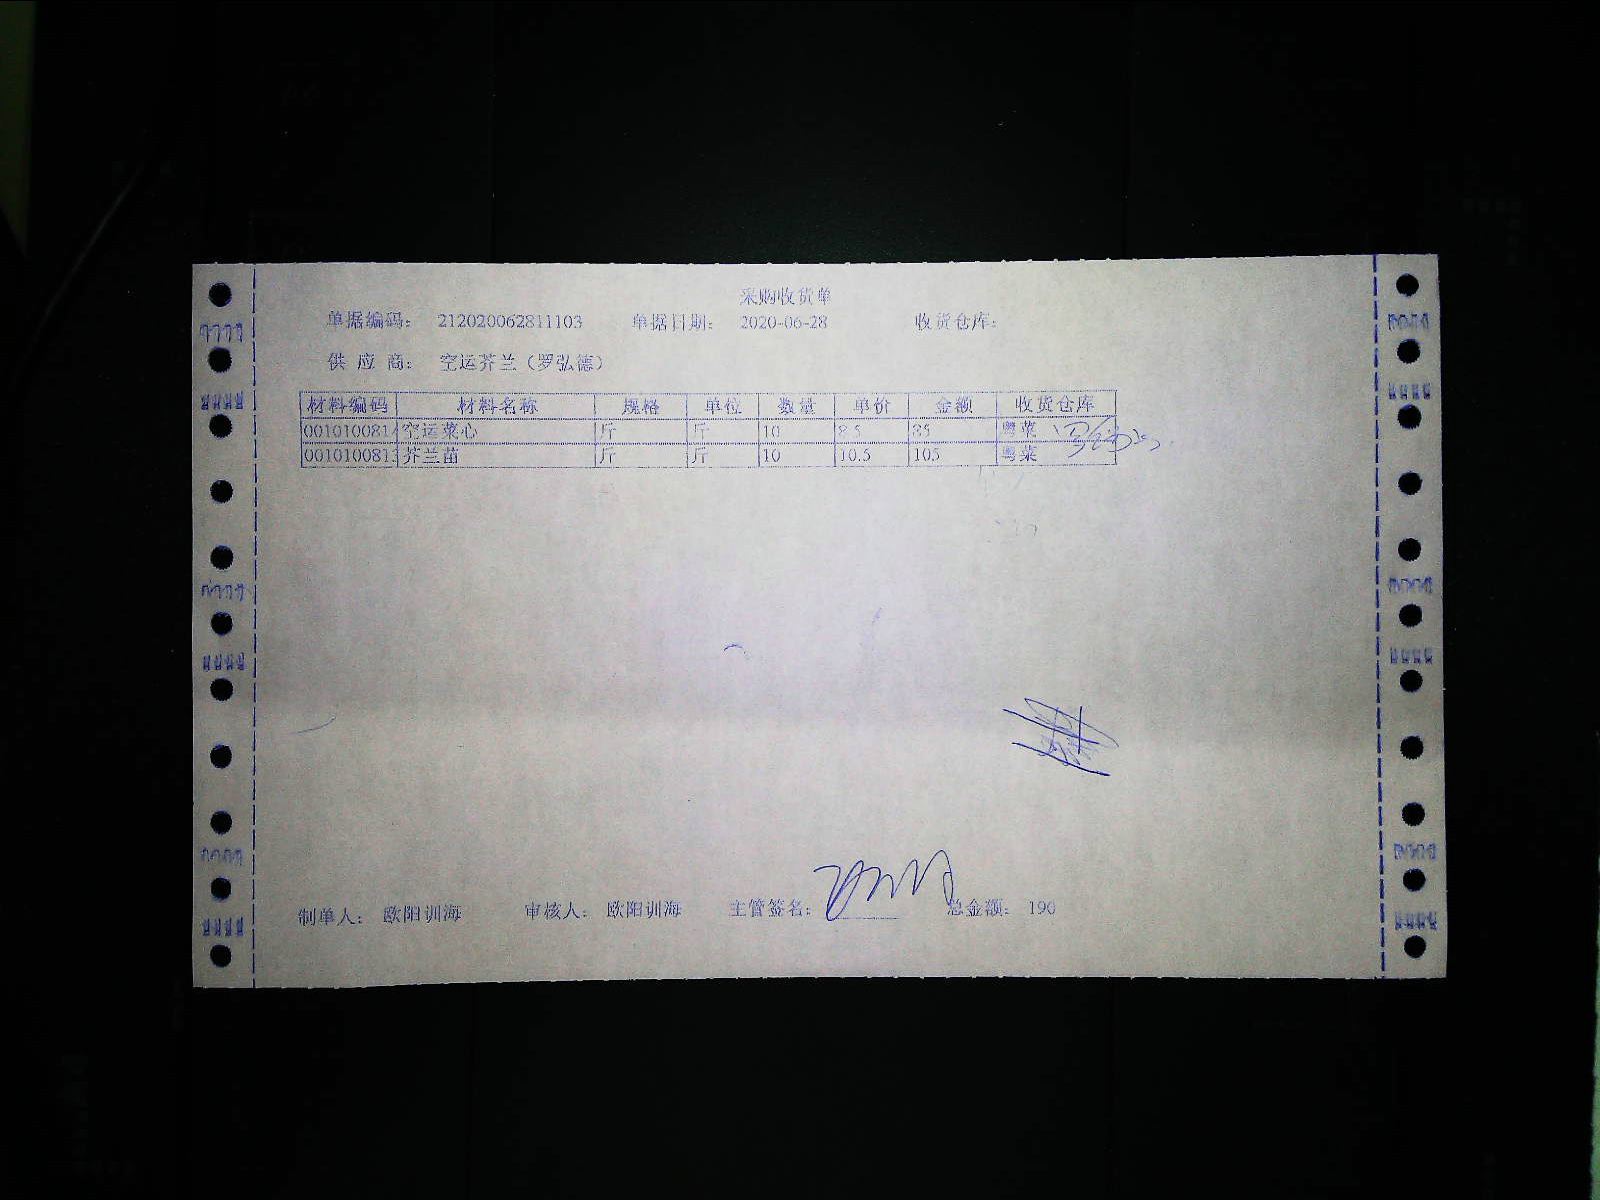 采购收货单
单据编码： 212020062811103 单据日期： 2020-06-28 收货仓库：
供 应 商： 空运芥兰（罗弘德）
材料编码 材料名称 规格 单位 数量 单价 金额 收货仓库
0010100814 空运菜心 斤 斤 10 8.5 85 粤菜
0010100813 芥兰苗 斤 斤 10 10.5 105 粤菜
制单人： 欧阳训海 审核人： 欧阳训海 主管签名： 总金额： 190